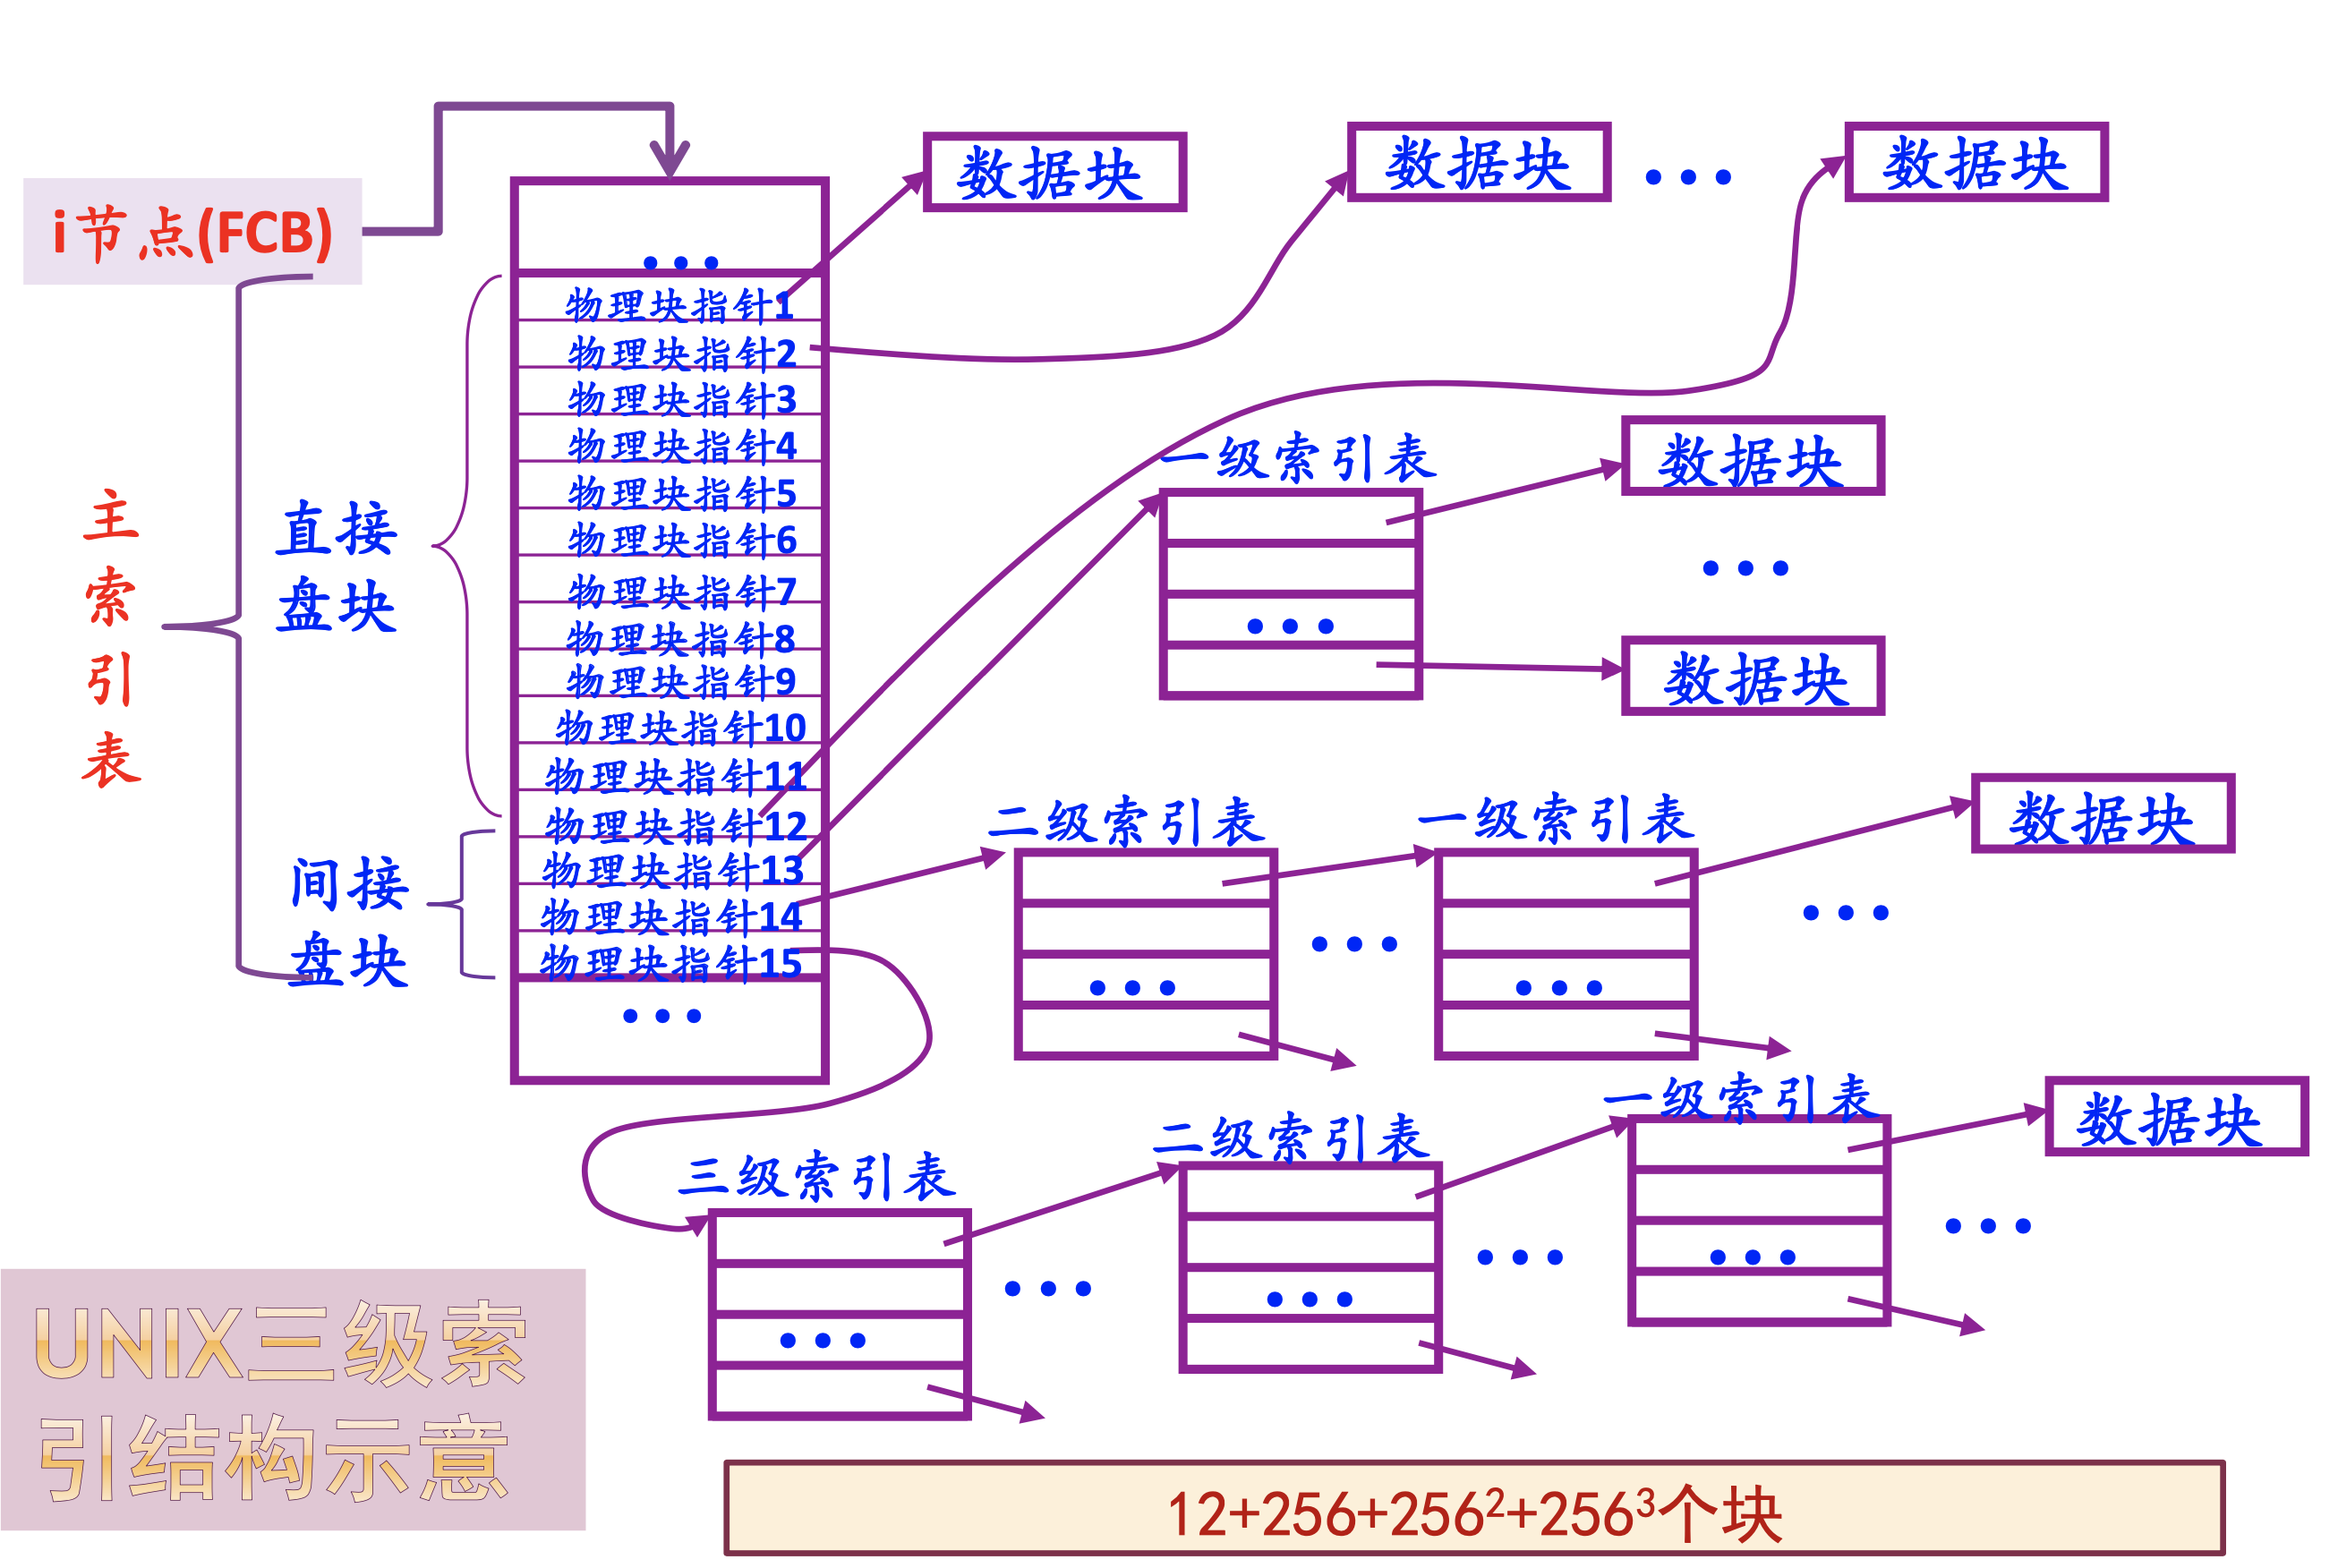 i节点(FCB)
主索引表
直接
盘块
间接
盘块
•••
物理块指针1
物理块指针2
物理块指针3
物理块指针4
物理块指针5
物理块指针6
物理块指针7
物理块指针8
物理块指针9
物理块指针10
物理块指针11
物理块指针12
物理块指针13
物理块指针14
物理块指针15
•••
数据块
数据块
•••
数据块
一级索引表
•••
数据块
•••
数据块
二级索引表
•••
•••
一级索引表
•••
数据块
•••
三级索引表
•••
•••
二级索引表
•••
•••
一级索引表
•••
数据块
•••
UNIX三级索
引结构示意
12+256+256²+256³个块